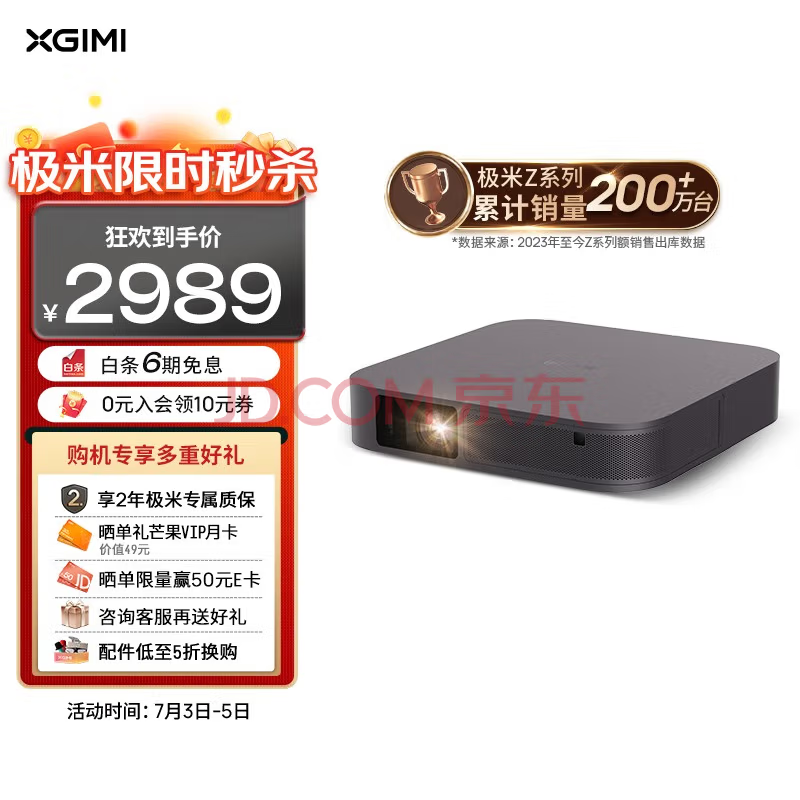 XGIMI
极米限时秒杀
狂欢到手价
¥2989
白条 白条6期免息
0元入会领10元券
JD.COM 京东
购机专享多重好礼
2. 享2年极米专属质保
晒单礼芒果VIP月卡
价值49元
50 JD 晒单限量赢50元E卡
咨询客服再送好礼
XGIMI 配件低至5折换购
活动时间：7月3日-5日
极米Z系列
累计销量200+万台
*数据来源：2023年至今Z系列额销售出库数据